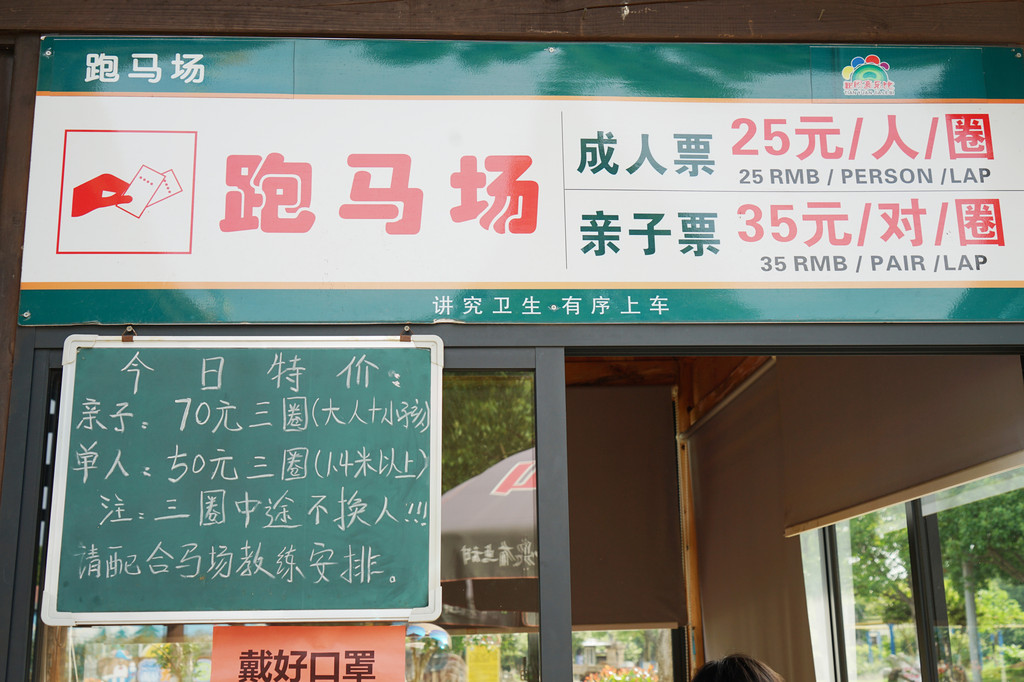 跑马场
跑马场
成人票 25元/人/圈
25 RMB / PERSON /LAP
亲子票 35元/对/圈
35 RMB / PAIR /LAP
讲究卫生 有序上车
今日特价:
亲子: 70元三圈(大人+小孩)
单人: 50元三圈(1.4米以上)
注: 三圈中途不换人!!!
请配合马场教练安排。
戴好口罩